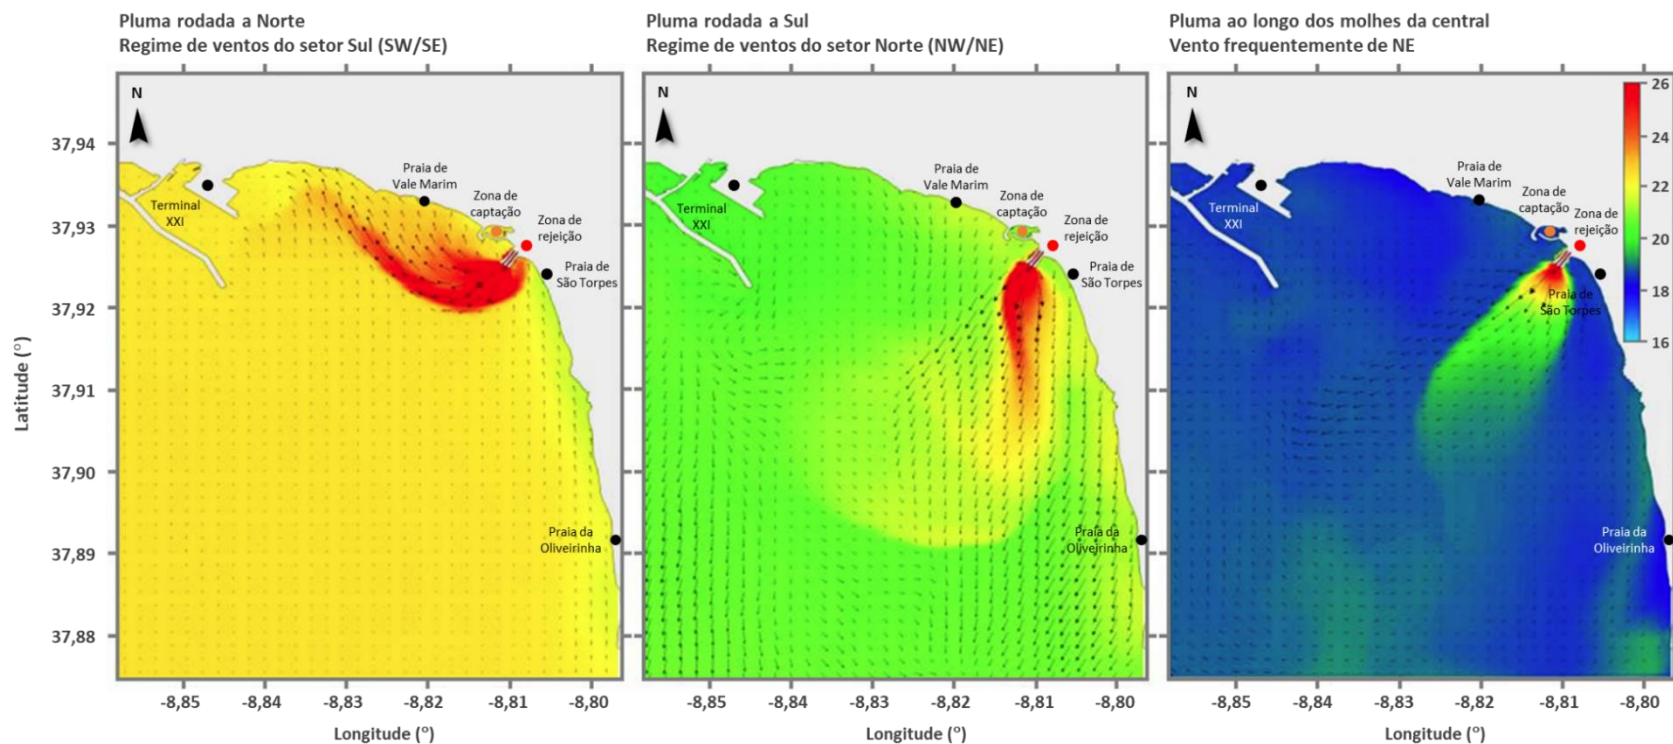 Pluma rodada a Norte
Regime de ventos do setor Sul (SW/SE)
Pluma rodada a Sul
Regime de ventos do setor Norte (NW/NE)
Pluma ao longo dos molhes da central
Vento frequentemente de NE
Latitude (°)
37,94
37,93
37,92
37,91
37,90
37,89
37,88
N
Terminal
XXI
Praia de
Vale Marim
Zona de
captação
Zona de
rejeição
Praia de
São Torpes
Praia da
Oliveirinha
-8,85
-8,84
-8,83
-8,82
-8,81
-8,80
Longitude (°)
N
Terminal
XXI
Praia de
Vale Marim
Zona de
captação
Zona de
rejeição
Praia de
São Torpes
Praia da
Oliveirinha
-8,85
-8,84
-8,83
-8,82
-8,81
-8,80
Longitude (°)
N
Terminal
XXI
Praia de
Vale Marim
Zona de
captação
Zona de
rejeição
Praia de
São Torpes
Praia da
Oliveirinha
26
24
22
20
18
16
-8,85
-8,84
-8,83
-8,82
-8,81
-8,80
Longitude (°)